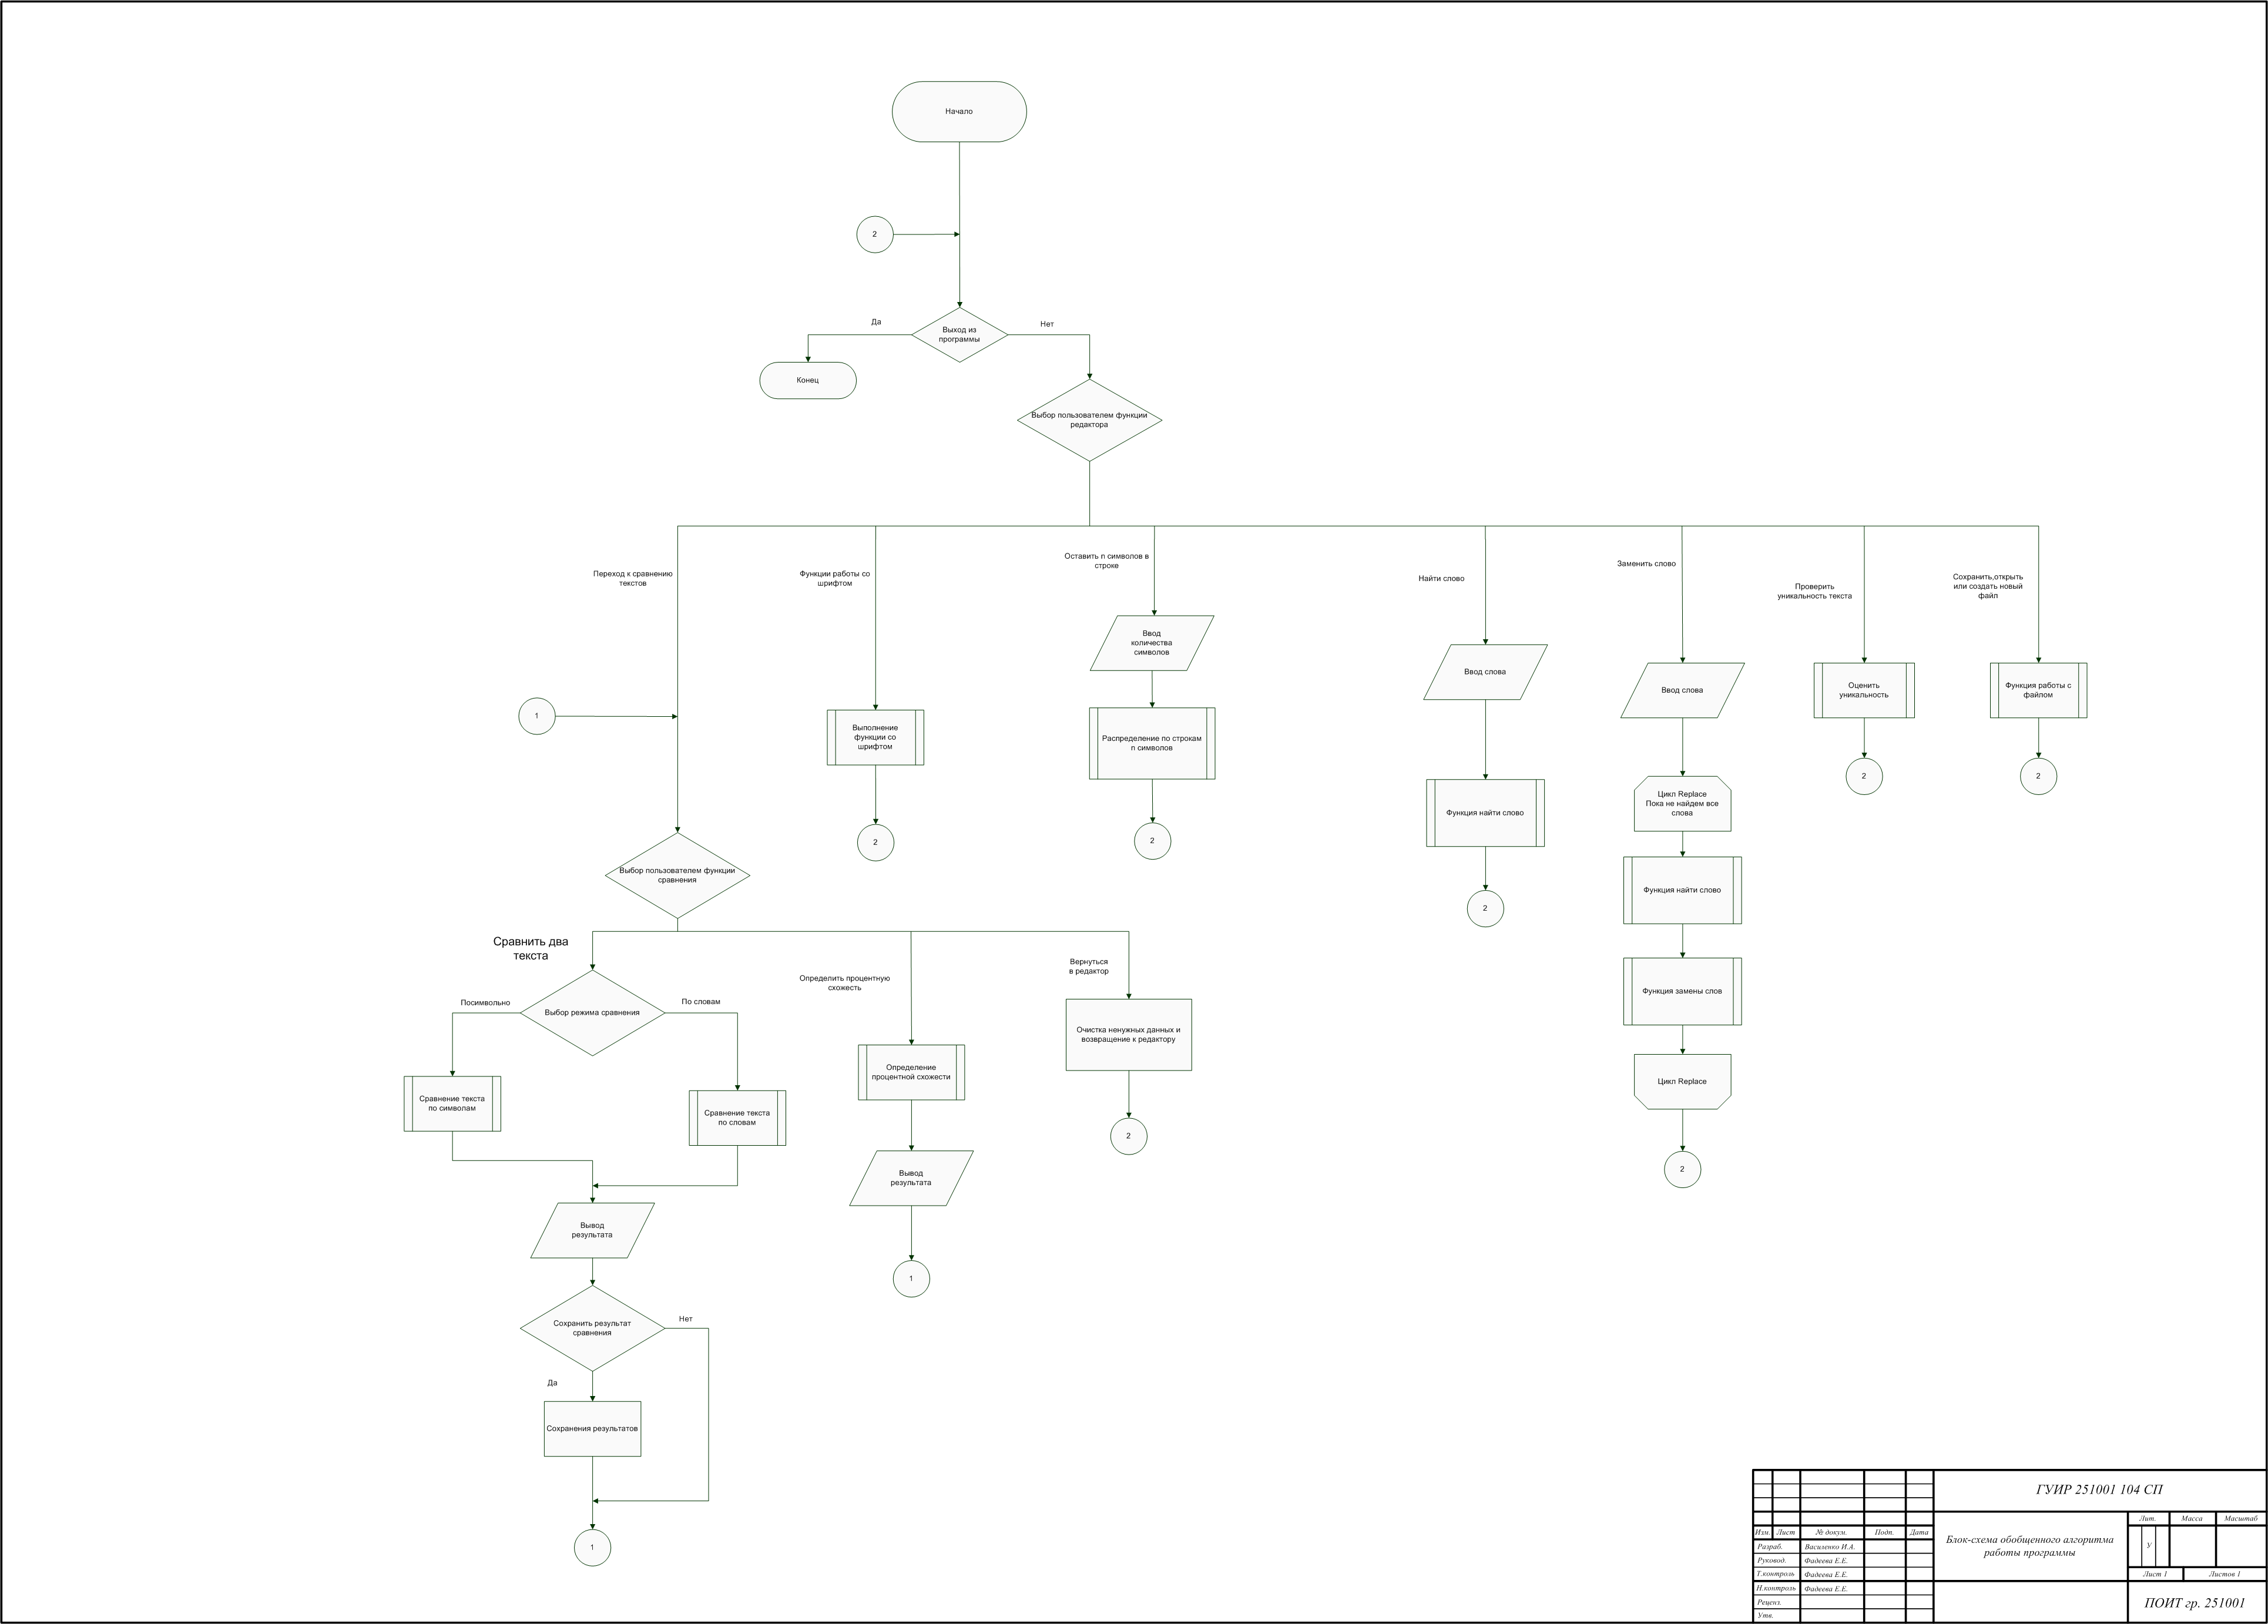 Начало
2
Выход из
программы
Да
Нет
Конец
Выбор пользователем функции
редактора
Переход к сравнению
текстов
Функции работы со
шрифтом
Оставить n символов в
строке
Найти слово
Заменить слово
Проверить
уникальность текста
Сохранить,открыть
или создать новый
файл
1
Выполнение
функции со
шрифтом
2
Ввод
количества
символов
Распределение по строкам
n символов
2
Ввод слова
Функция найти слово
2
Ввод слова
Цикл Replace
Пока не найдем все
слова
Функция найти слово
Функция замены слов
Цикл Replace
2
Оценить
уникальность
2
Функция работы с
файлом
2
Выбор пользователем функции
сравнения
Сравнить два
текста
Определить процентную
схожесть
Вернуться
в редактор
Посимвольно
Выбор режима сравнения
По словам
Сравнение текста
по символам
Сравнение текста
по словам
Вывод
результата
Сохранить результат
сравнения
Нет
Да
Сохранения результатов
1
Определение
процентной схожести
Вывод
результата
1
Очистка ненужных данных и
возвращение к редактору
2
ГУИР 251001 104 СП
Изм. Лист № докум. Подп. Дата
Разраб. Василенко И.А.
Руковод. Фадеева Е.Е.
Т.контроль Фадеева Е.Е.
Н.контроль Фадеева Е.Е.
Реценз.
Утв.
Блок-схема обобщенного алгоритма
работы программы
Лит. Масса Масштаб
У
Лист 1 Листов 1
ПОИТ гр. 251001